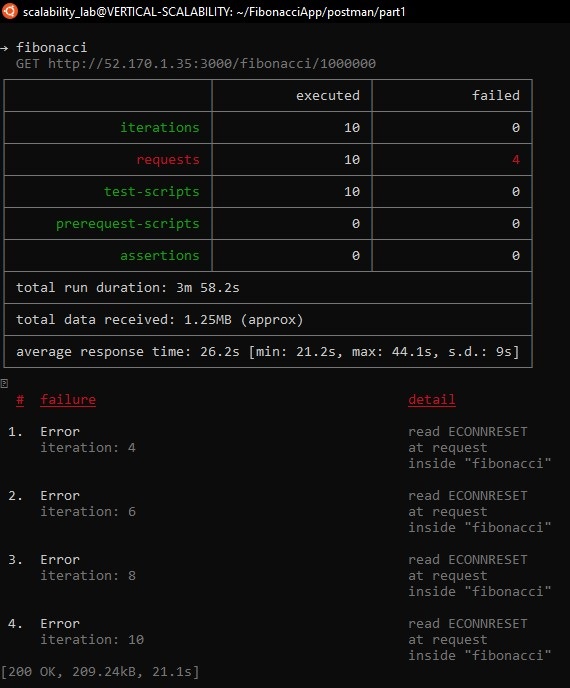 scalability_lab@VERTICAL-SCALABILITY: ~/FibonacciApp/postman/part1
→ fibonacci
GET http://52.170.1.35:3000/fibonacci/1000000
executed failed
iterations 10 0
requests 10 4
test-scripts 10 0
prerequest-scripts 0 0
assertions 0 0
total run duration: 3m 58.2s
total data received: 1.25MB (approx)
average response time: 26.2s [min: 21.2s, max: 44.1s, s.d.: 9s]
# failure detail
1. Error read ECONNRESET
iteration: 4 at request
inside "fibonacci"
2. Error read ECONNRESET
iteration: 6 at request
inside "fibonacci"
3. Error read ECONNRESET
iteration: 8 at request
inside "fibonacci"
4. Error read ECONNRESET
iteration: 10 at request
inside "fibonacci"
[200 OK, 209.24kB, 21.1s]